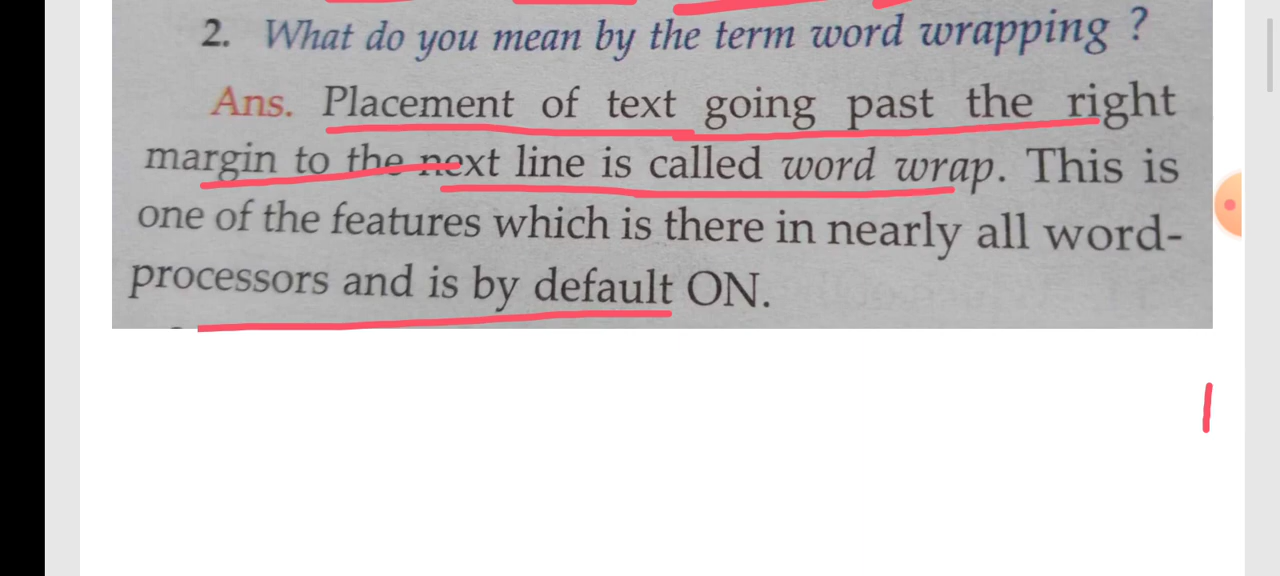 2. What do you mean by the term word wrapping ?
Ans. Placement of text going past the right
margin to the next line is called word wrap. This is
one of the features which is there in nearly all word-
processors and is by default ON.